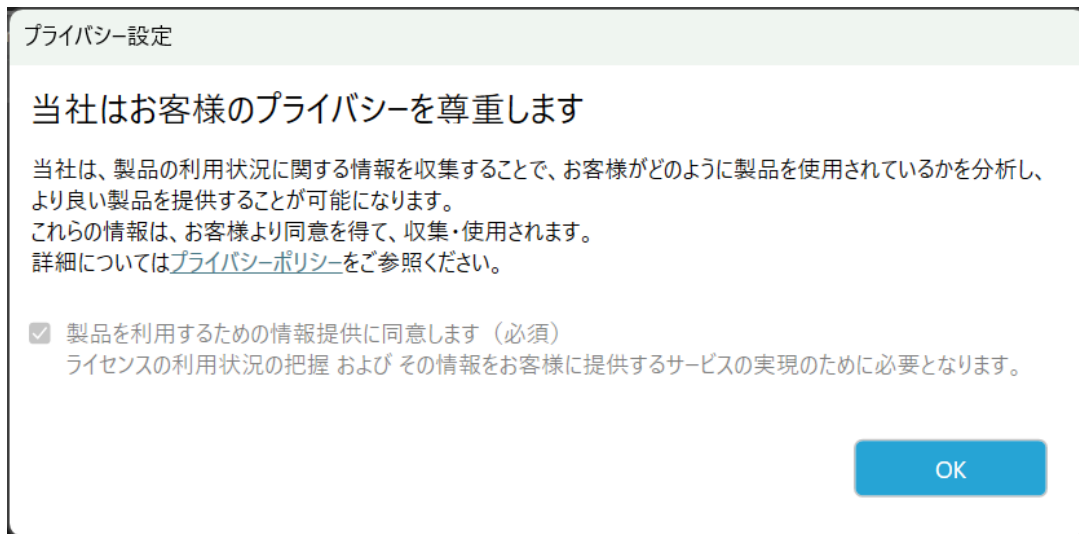 プライバシー設定
当社はお客様のプライバシーを尊重します
当社は、製品の利用状況に関する情報を収集することで、お客様がどのように製品を使用されているかを分析し、
より良い製品を提供することが可能になります。
これらの情報は、お客様より同意を得て、収集・使用されます。
詳細についてはプライバシーポリシーをご参照ください。
製品を利用するための情報提供に同意します（必須）
ライセンスの利用状況の把握 および その情報をお客様に提供するサービスの実現のために必要となります。
OK